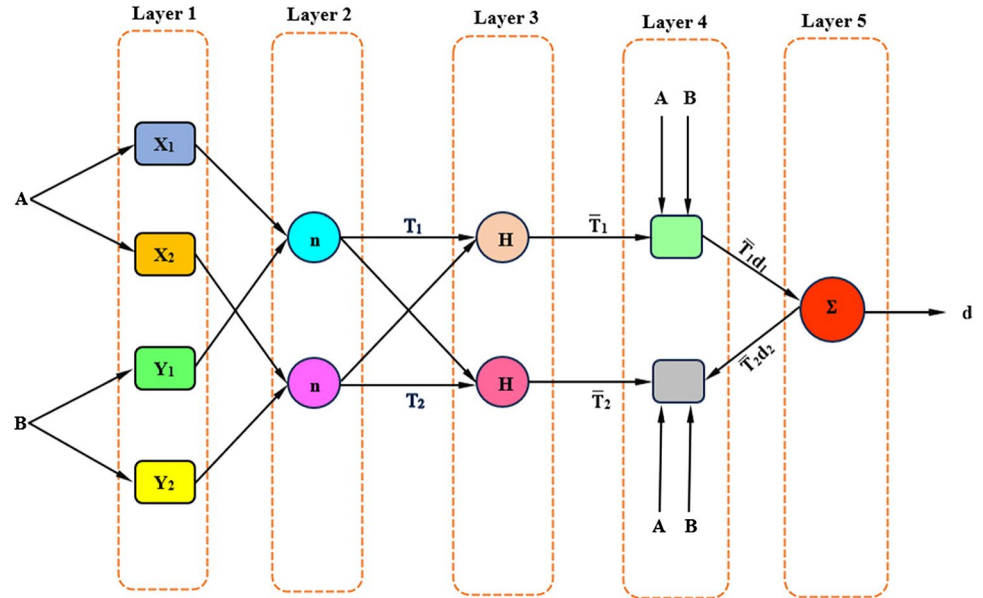 Layer 1
Layer 2
Layer 3
Layer 4
Layer 5
A
B
X₁
X₂
Y₁
Y₂
n
n
T₁
T₂
H
H
T̅₁
T̅₂
A B
A B
T̅₁d₁
T̅₂d₂
Σ
d